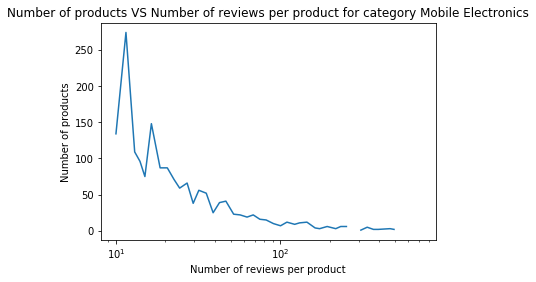 Number of products VS Number of reviews per product for category Mobile Electronics
Number of products
250
200
150
100
50
0
10¹
10²
Number of reviews per product